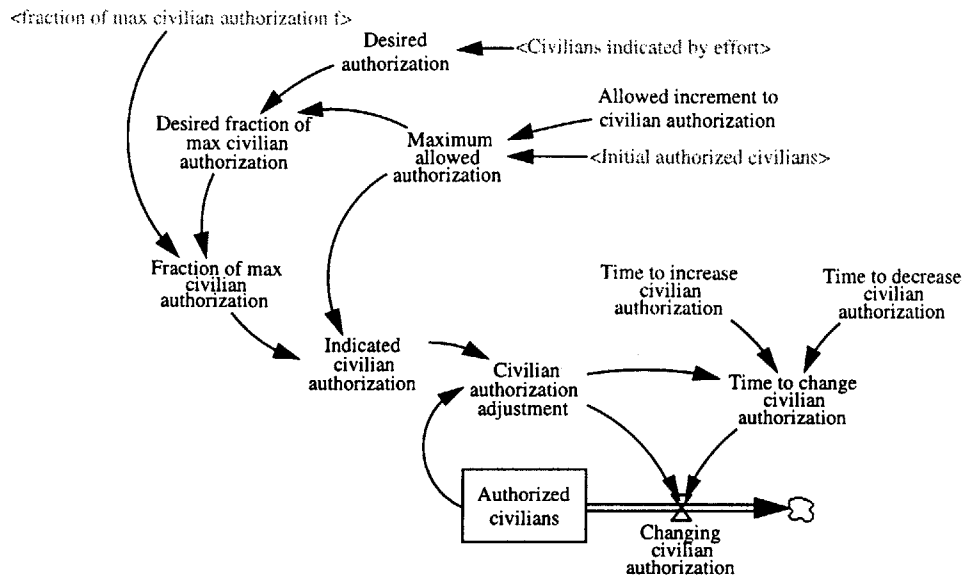 <fraction of max civilian authorization f>
Desired
authorization
<Civilians indicated by effort>
Allowed increment to
civilian authorization
Desired fraction of
max civilian
authorization
Maximum
allowed
authorization
<Initial authorized civilians>
Fraction of max
civilian
authorization
Time to increase
civilian
authorization
Time to decrease
civilian
authorization
Indicated
civilian
authorization
Civilian
authorization
adjustment
Time to change
civilian
authorization
Authorized
civilians
Changing
civilian
authorization